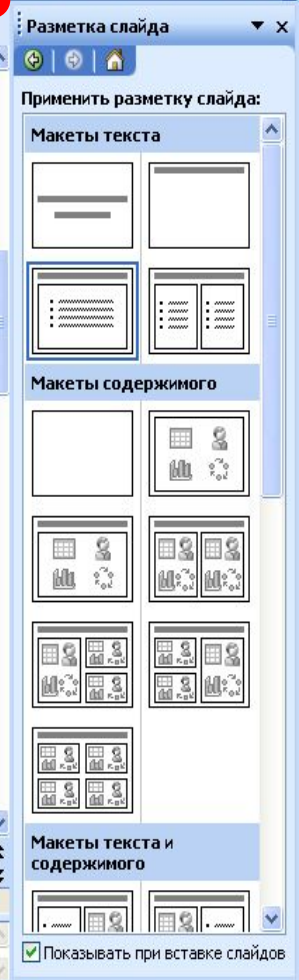 Разметка слайда
Применить разметку слайда:
Макеты текста
Макеты содержимого
Макеты текста и
содержимого
Показывать при вставке слайдов